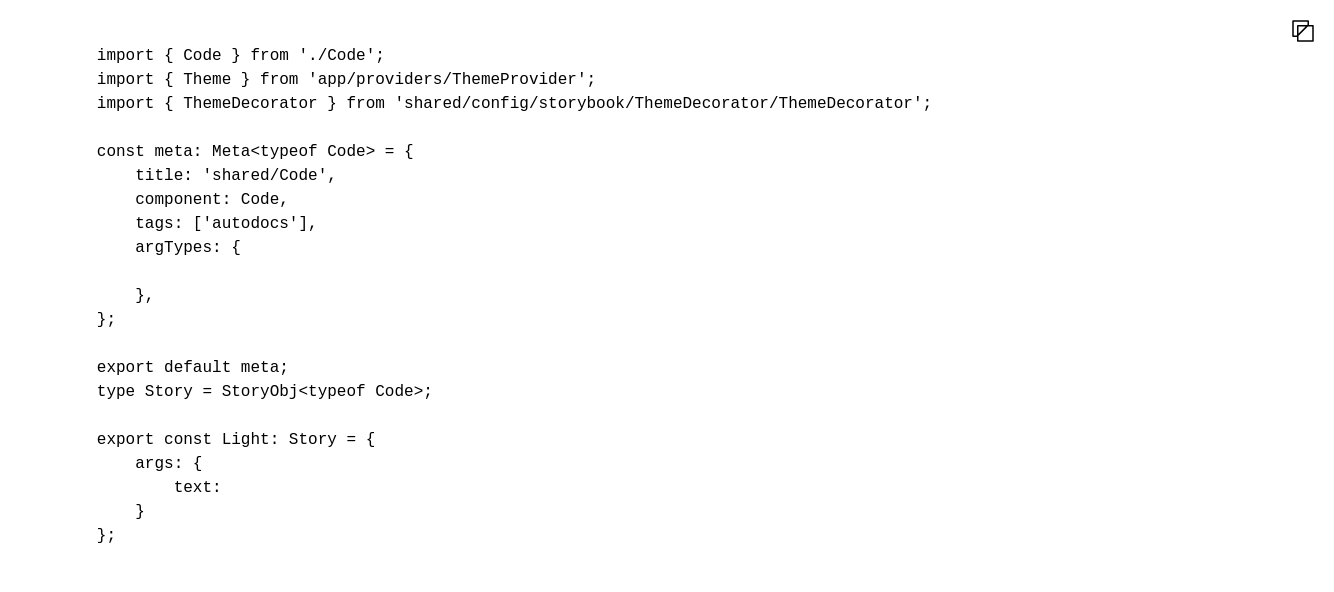 import { Code } from './Code';
import { Theme } from 'app/providers/ThemeProvider';
import { ThemeDecorator } from 'shared/config/storybook/ThemeDecorator/ThemeDecorator';

const meta: Meta<typeof Code> = {
    title: 'shared/Code',
    component: Code,
    tags: ['autodocs'],
    argTypes: {

    },
};

export default meta;
type Story = StoryObj<typeof Code>;

export const Light: Story = {
    args: {
        text:
    }
};